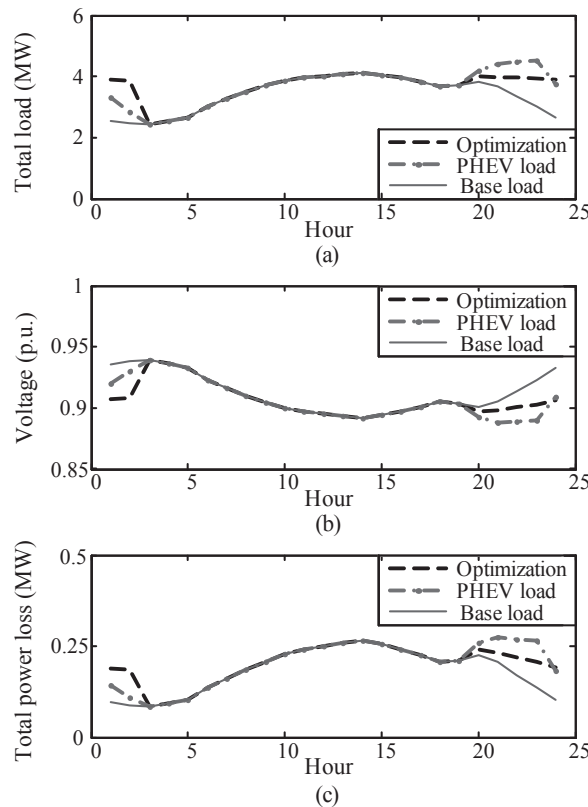 Total load (MW)
6
4
2
0
Optimization
PHEV load
Base load
0 5 10 15 20 25
Hour
(a)
Voltage (p.u.)
1
0.95
0.9
0.85
Optimization
PHEV load
Base load
0 5 10 15 20 25
Hour
(b)
Total power loss (MW)
0.5
0.25
0
Optimization
PHEV load
Base load
0 5 10 15 20 25
Hour
(c)